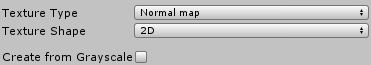 Texture Type Normal map
Texture Shape 2D
Create from Grayscale